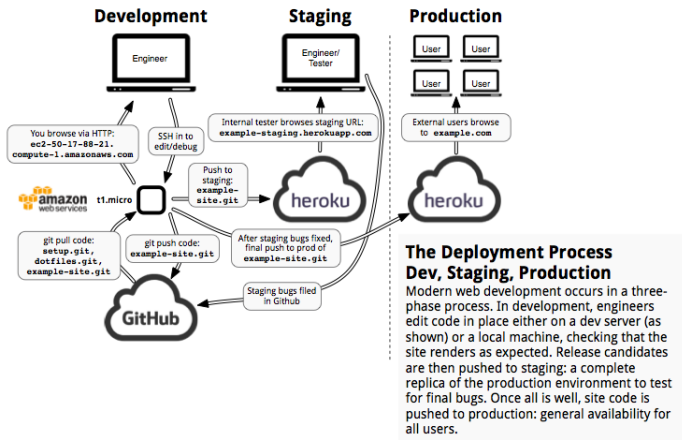 Development
Staging
Production
Engineer
Engineer/
Tester
User
User
User
User
You browse via HTTP:
ec2-50-17-88-21.
compute-1.amazonaws.com
SSH in to
edit/debug
Internal tester browses staging URL:
example-staging.herokuapp.com
External users browse
to example.com
Push to
staging:
example-
site.git
heroku
heroku
amazon
web services
t1.micro
git pull code:
setup.git,
dotfiles.git,
example-site.git
git push code:
example-site.git
After staging bugs fixed,
final push to prod of
example-site.git
Staging bugs filed
in Github
GitHub
The Deployment Process
Dev, Staging, Production
Modern web development occurs in a three-
phase process. In development, engineers
edit code in place either on a dev server (as
shown) or a local machine, checking that the
site renders as expected. Release candidates
are then pushed to staging: a complete
replica of the production environment to test
for final bugs. Once all is well, site code is
pushed to production: general availability for
all users.